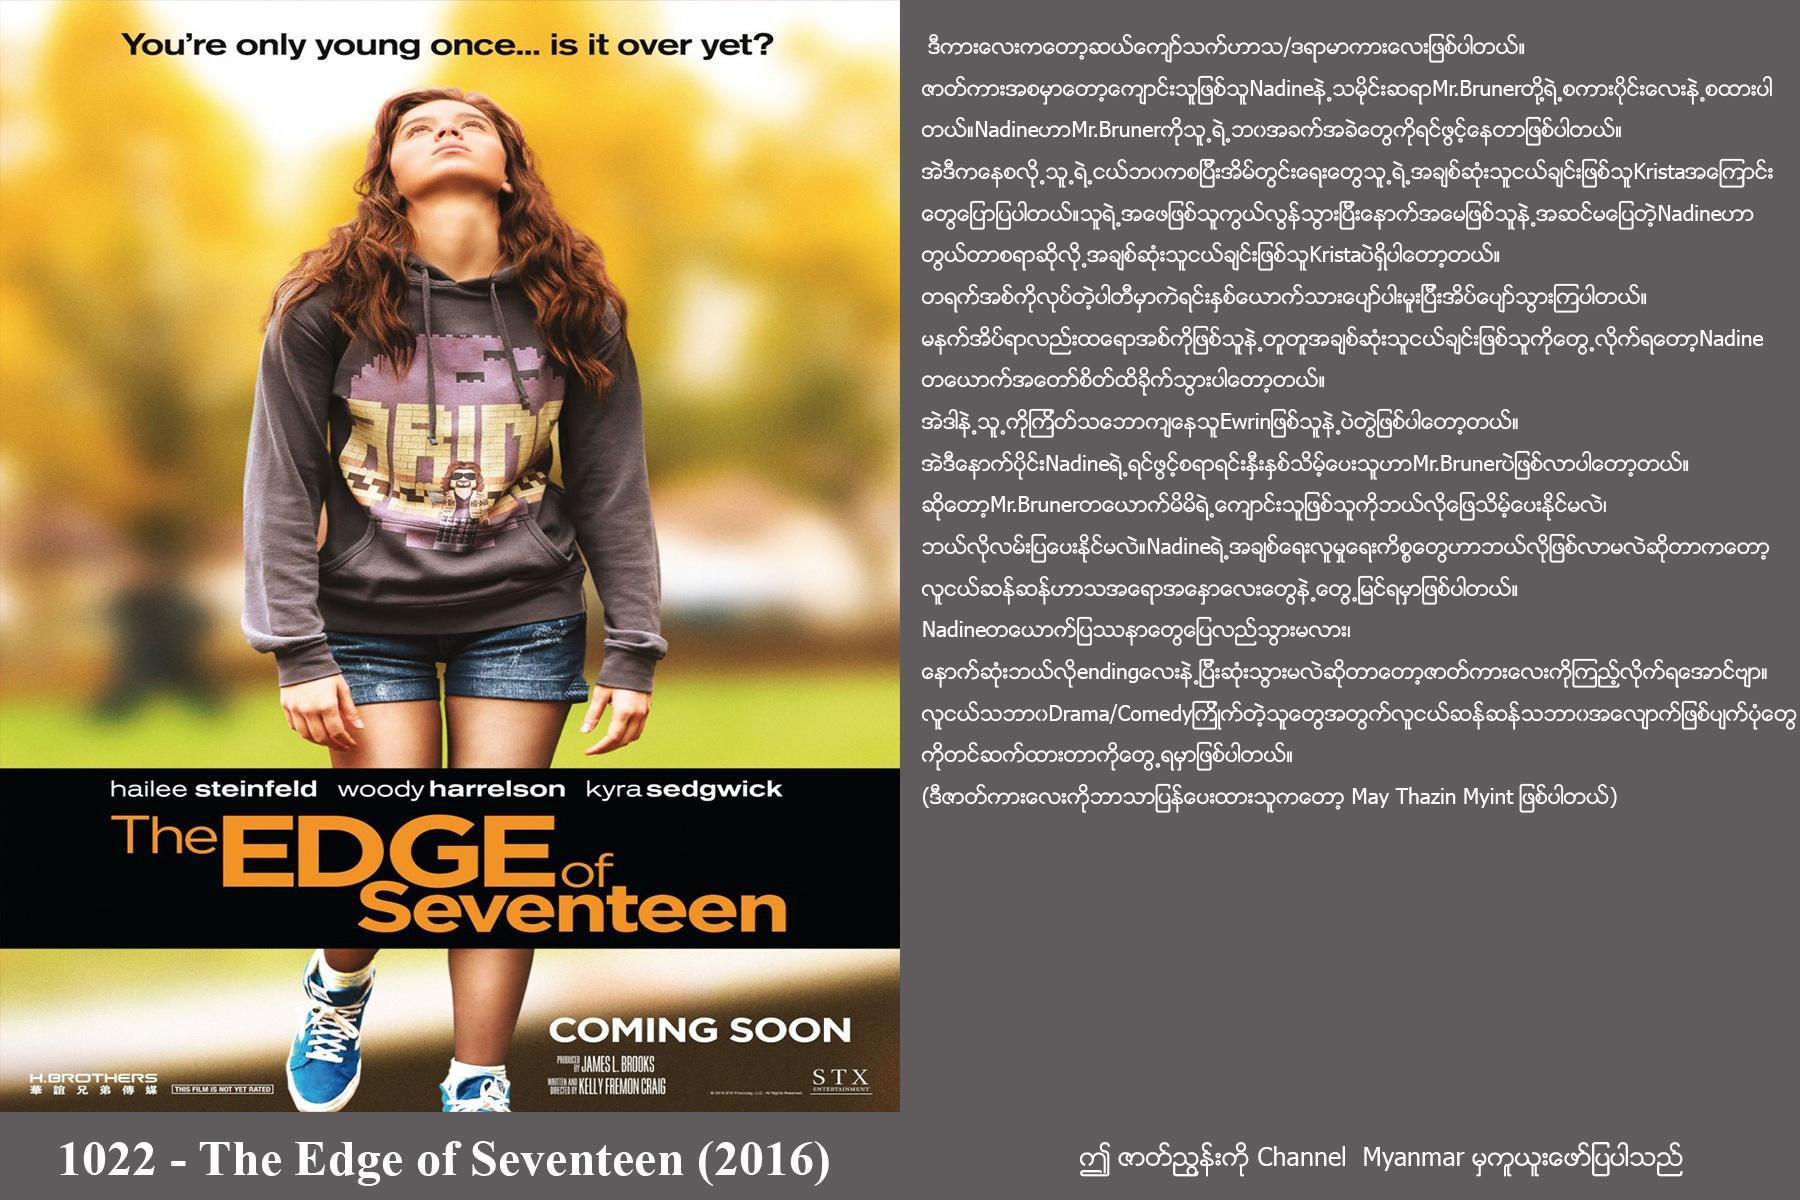 You're only young once... is it over yet?
hailee steinfeld woody harrelson kyra sedgwick
The EDGE of
Seventeen
COMING SOON
PRODUCED BY JAMES L. BROOKS
WRITTEN AND DIRECTED BY KELLY FREMON CRAIG
H.BROTHERS
華誼兄弟傳媒
THIS FILM IS NOT YET RATED
STX
ENTERTAINMENT
1022 - The Edge of Seventeen (2016)
ဒီကားလေးကတော့ဆယ်ကျော်သက်ဟာသ/ဒရာမာကားလေးဖြစ်ပါတယ်။
ဇာတ်ကားအစမှာတော့ကျောင်းသူဖြစ်သူNadineနဲ့သမိုင်းဆရာMr.Brunerတို့ရဲ့စကားဝိုင်းလေးနဲ့စထားပါ
တယ်။NadineဟာMr.Brunerကိုသူ့ရဲ့ဘဝအခက်အခဲတွေကိုရင်ဖွင့်နေတာဖြစ်ပါတယ်။
အဲဒီကနေစလို့သူ့ရဲ့ငယ်ဘဝကစပြီးအိမ်တွင်းရေးတွေသူ့ရဲ့အချစ်ဆုံးသူငယ်ချင်းဖြစ်သူKristaအကြောင်း
တွေပြောပြပါတယ်။သူရဲ့အဖေဖြစ်သူကွယ်လွန်သွားပြီးနောက်အမေဖြစ်သူနဲ့အဆင်မပြေတဲ့Nadineဟာ
တွယ်တာစရာဆိုလို့အချစ်ဆုံးသူငယ်ချင်းဖြစ်သူKristaပဲရှိပါတော့တယ်။
တရက်အစ်ကိုလုပ်တဲ့ပါတီမှာကဲရင်းနှစ်ယောက်သားပျော်ပါးမူးပြီးအိပ်ပျော်သွားကြပါတယ်။
မနက်အိပ်ရာလည်းထရောအစ်ကိုဖြစ်သူနဲ့တူတူအချစ်ဆုံးသူငယ်ချင်းဖြစ်သူကိုတွေ့လိုက်ရတော့Nadine
တယောက်အတော်စိတ်ထိခိုက်သွားပါတော့တယ်။
အဲဒါနဲ့သူ့ကိုကြိတ်သဘောကျနေသူEwrinဖြစ်သူနဲ့ပဲတွဲဖြစ်ပါတော့တယ်။
အဲဒီနောက်ပိုင်းNadineရဲ့ရင်ဖွင့်စရာရင်းနှီးနှစ်သိမ့်ပေးသူဟာMr.Brunerပဲဖြစ်လာပါတော့တယ်။
ဆိုတော့Mr.Brunerတယောက်မိမိရဲ့ကျောင်းသူဖြစ်သူကိုဘယ်လိုဖြေသိမ့်ပေးနိုင်မလဲ၊
ဘယ်လိုလမ်းပြပေးနိုင်မလဲ။Nadineရဲ့အချစ်ရေးလူမှုရေးကိစ္စတွေဟာဘယ်လိုဖြစ်လာမလဲဆိုတာကတော့
လူငယ်ဆန်ဆန်ဟာသအရောအနှောလေးတွေနဲ့တွေ့မြင်ရမှာဖြစ်ပါတယ်။
Nadineတယောက်ပြဿနာတွေပြေလည်သွားမလား၊
နောက်ဆုံးဘယ်လိုendingလေးနဲ့ပြီးဆုံးသွားမလဲဆိုတာတော့ဇာတ်ကားလေးကိုကြည့်လိုက်ရအောင်ဗျာ။
လူငယ်သဘာဝDrama/Comedyကြိုက်တဲ့သူတွေအတွက်လူငယ်ဆန်ဆန်သဘာဝအလျောက်ဖြစ်ပျက်ပုံတွေ
ကိုတင်ဆက်ထားတာကိုတွေ့ရမှာဖြစ်ပါတယ်။
(ဒီဇာတ်ကားလေးကိုဘာသာပြန်ပေးထားသူကတော့ May Thazin Myint ဖြစ်ပါတယ်)
ဤ ဇာတ်ညွှန်းကို Channel Myanmar မှကူယူးဖော်ပြပါသည်